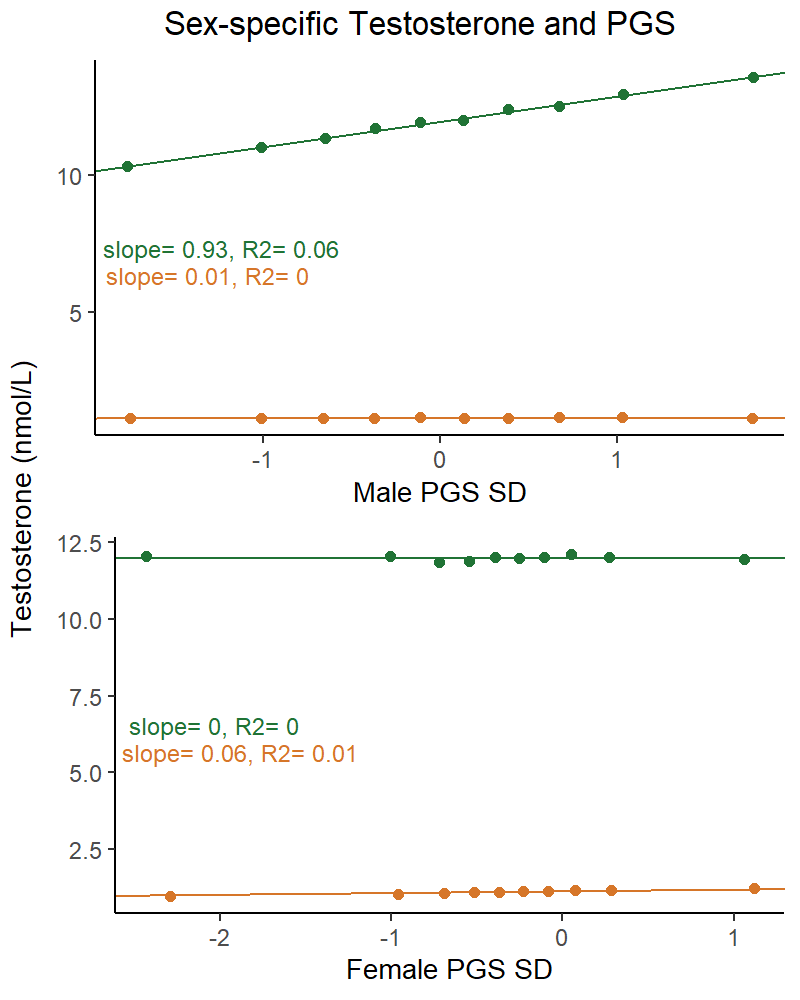 Sex-specific Testosterone and PGS
Testosterone (nmol/L)
10
slope= 0.93, R2= 0.06
slope= 0.01, R2= 0
5
-1 0 1
Male PGS SD
12.5
10.0
7.5
slope= 0, R2= 0
slope= 0.06, R2= 0.01
5.0
2.5
-2 -1 0 1
Female PGS SD